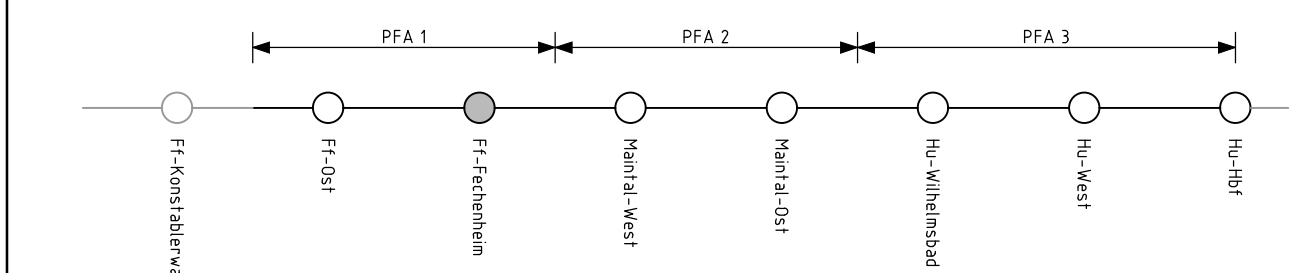 PFA 1
PFA 2
PFA 3
Ff-Ost
Ff-Fechenheim
Maintal-West
Maintal-Ost
Hu-Wilhelmsbad
Hu-West
Hu-Hbf